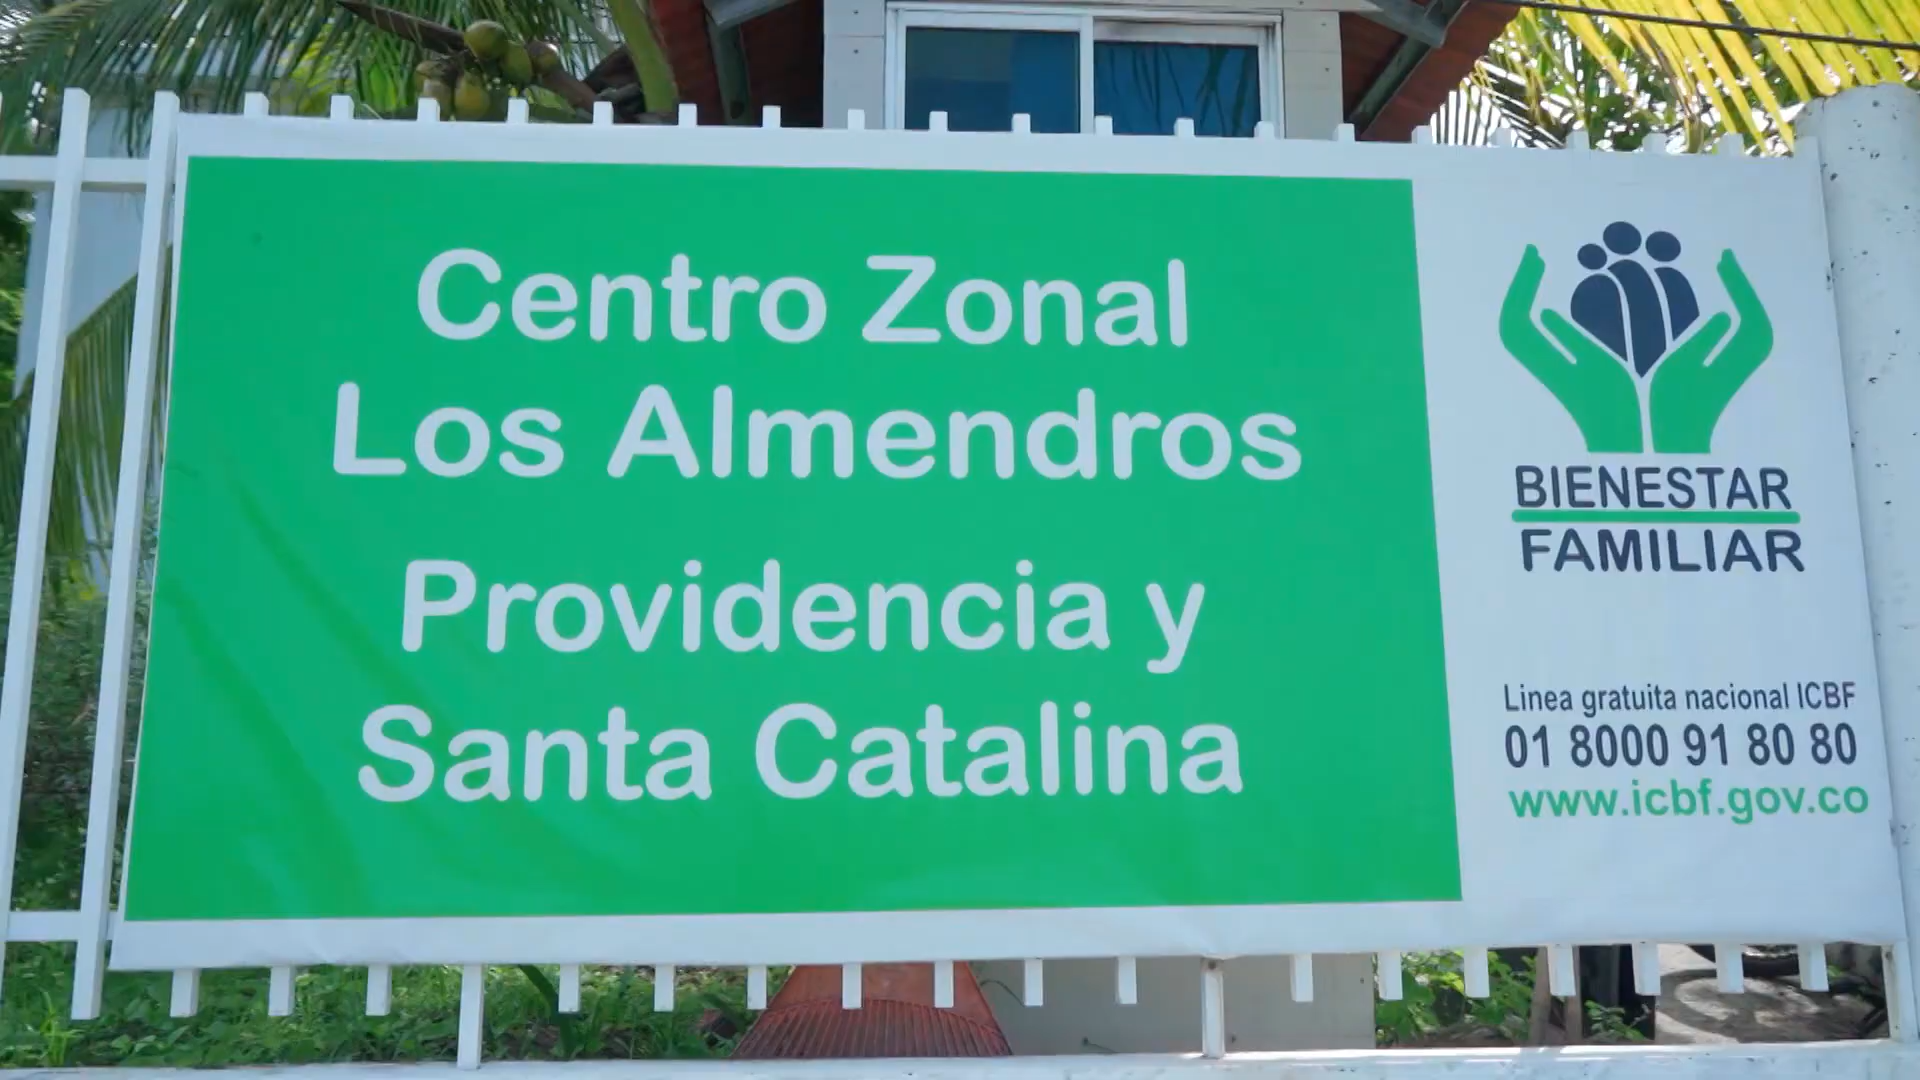 Centro Zonal
Los Almendros
Providencia y
Santa Catalina
BIENESTAR
FAMILIAR
Linea gratuita nacional ICBF
01 8000 91 80 80
www.icbf.gov.co